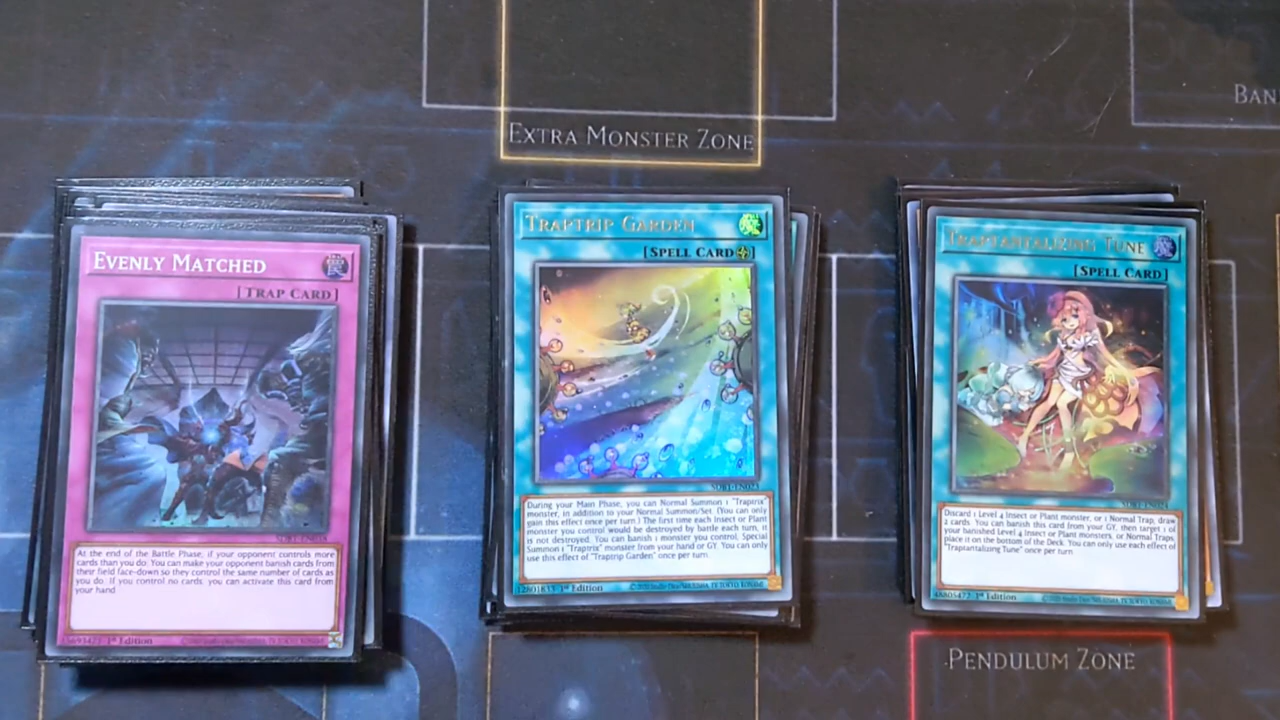 EXTRA MONSTER ZONE
BAN
EVENLY MATCHED
[TRAP CARD]
SDBT-EN038
At the end of the Battle Phase, if your opponent controls more
cards than you do: You can make your opponent banish cards from
their field face-down so they control the same number of cards as
you do. If you control no cards, you can activate this card from
your hand.
15693423 1st Edition
TRAPTRIP GARDEN
[SPELL CARD]
SDBT-EN023
During your Main Phase, you can Normal Summon 1 "Traptrix"
monster, in addition to your Normal Summon/Set. (You can only
gain this effect once per turn.) The first time each Insect or Plant
monster you control would be destroyed by battle each turn, it
is not destroyed. You can banish 1 monster you control; Special
Summon 1 "Traptrix" monster from your hand or GY. You can only
use this effect of "Traptrip Garden" once per turn.
12801833 1st Edition
TRAPTANTALIZING TUNE
[SPELL CARD]
SDBT-EN024
Discard 1 Level 4 Insect or Plant monster, or 1 Normal Trap; draw
2 cards. You can banish this card from your GY, then target 1 of
your banished Level 4 Insect or Plant monsters, or Normal Traps;
place it on the bottom of the Deck. You can only use each effect of
"Traptantalizing Tune" once per turn.
48805472 1st Edition
PENDULUM ZONE